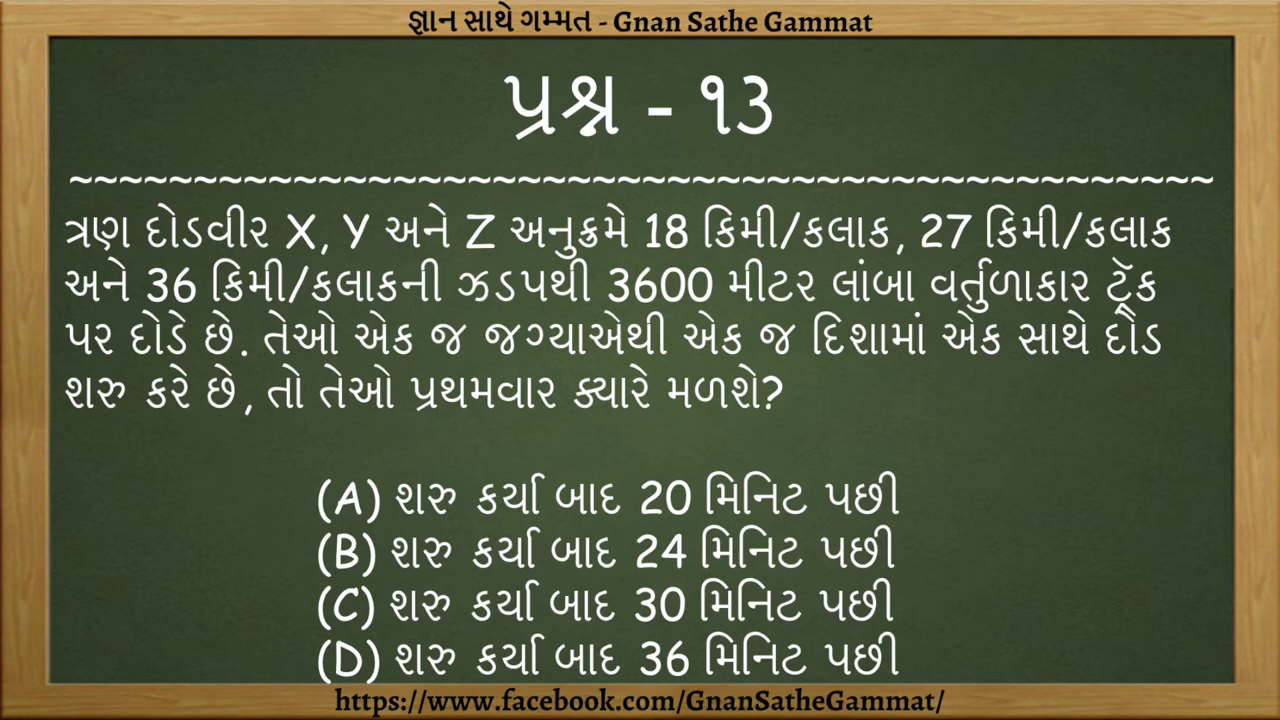 જ્ઞાન સાથે ગમ્મત - Gnan Sathe Gammat
પ્રશ્ન - ૧૩
~~~~~~~~~~~~~~~~~~~~~~~~~~~~~~~~~~~~~~~~~~~~~~
ત્રણ દોડવીર X, Y અને Z અનુક્રમે 18 કિમી/કલાક, 27 કિમી/કલાક
અને 36 કિમી/કલાકની ઝડપથી 3600 મીટર લાંબા વર્તુળાકાર ટ્રૅક
પર દોડે છે. તેઓ એક જ જગ્યાએથી એક જ દિશામાં એક સાથે દોડ
શરુ કરે છે, તો તેઓ પ્રથમવાર ક્યારે મળશે?
(A) શરુ કર્યા બાદ 20 મિનિટ પછી
(B) શરુ કર્યા બાદ 24 મિનિટ પછી
(C) શરુ કર્યા બાદ 30 મિનિટ પછી
(D) શરુ કર્યા બાદ 36 મિનિટ પછી
https://www.facebook.com/GnanSatheGammat/